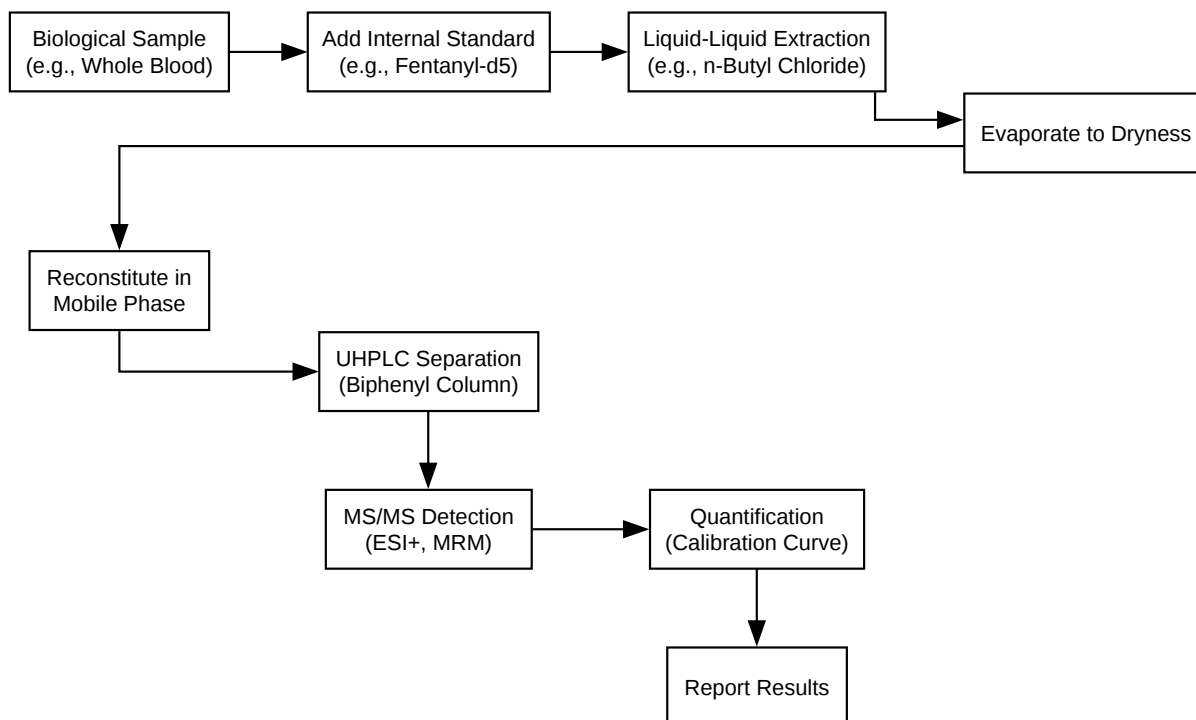 Biological Sample
(e.g., Whole Blood)
Add Internal Standard
(e.g., Fentanyl-d5)
Liquid-Liquid Extraction
(e.g., n-Butyl Chloride)
Evaporate to Dryness
Reconstitute in
Mobile Phase
UHPLC Separation
(Biphenyl Column)
MS/MS Detection
(ESI+, MRM)
Quantification
(Calibration Curve)
Report Results